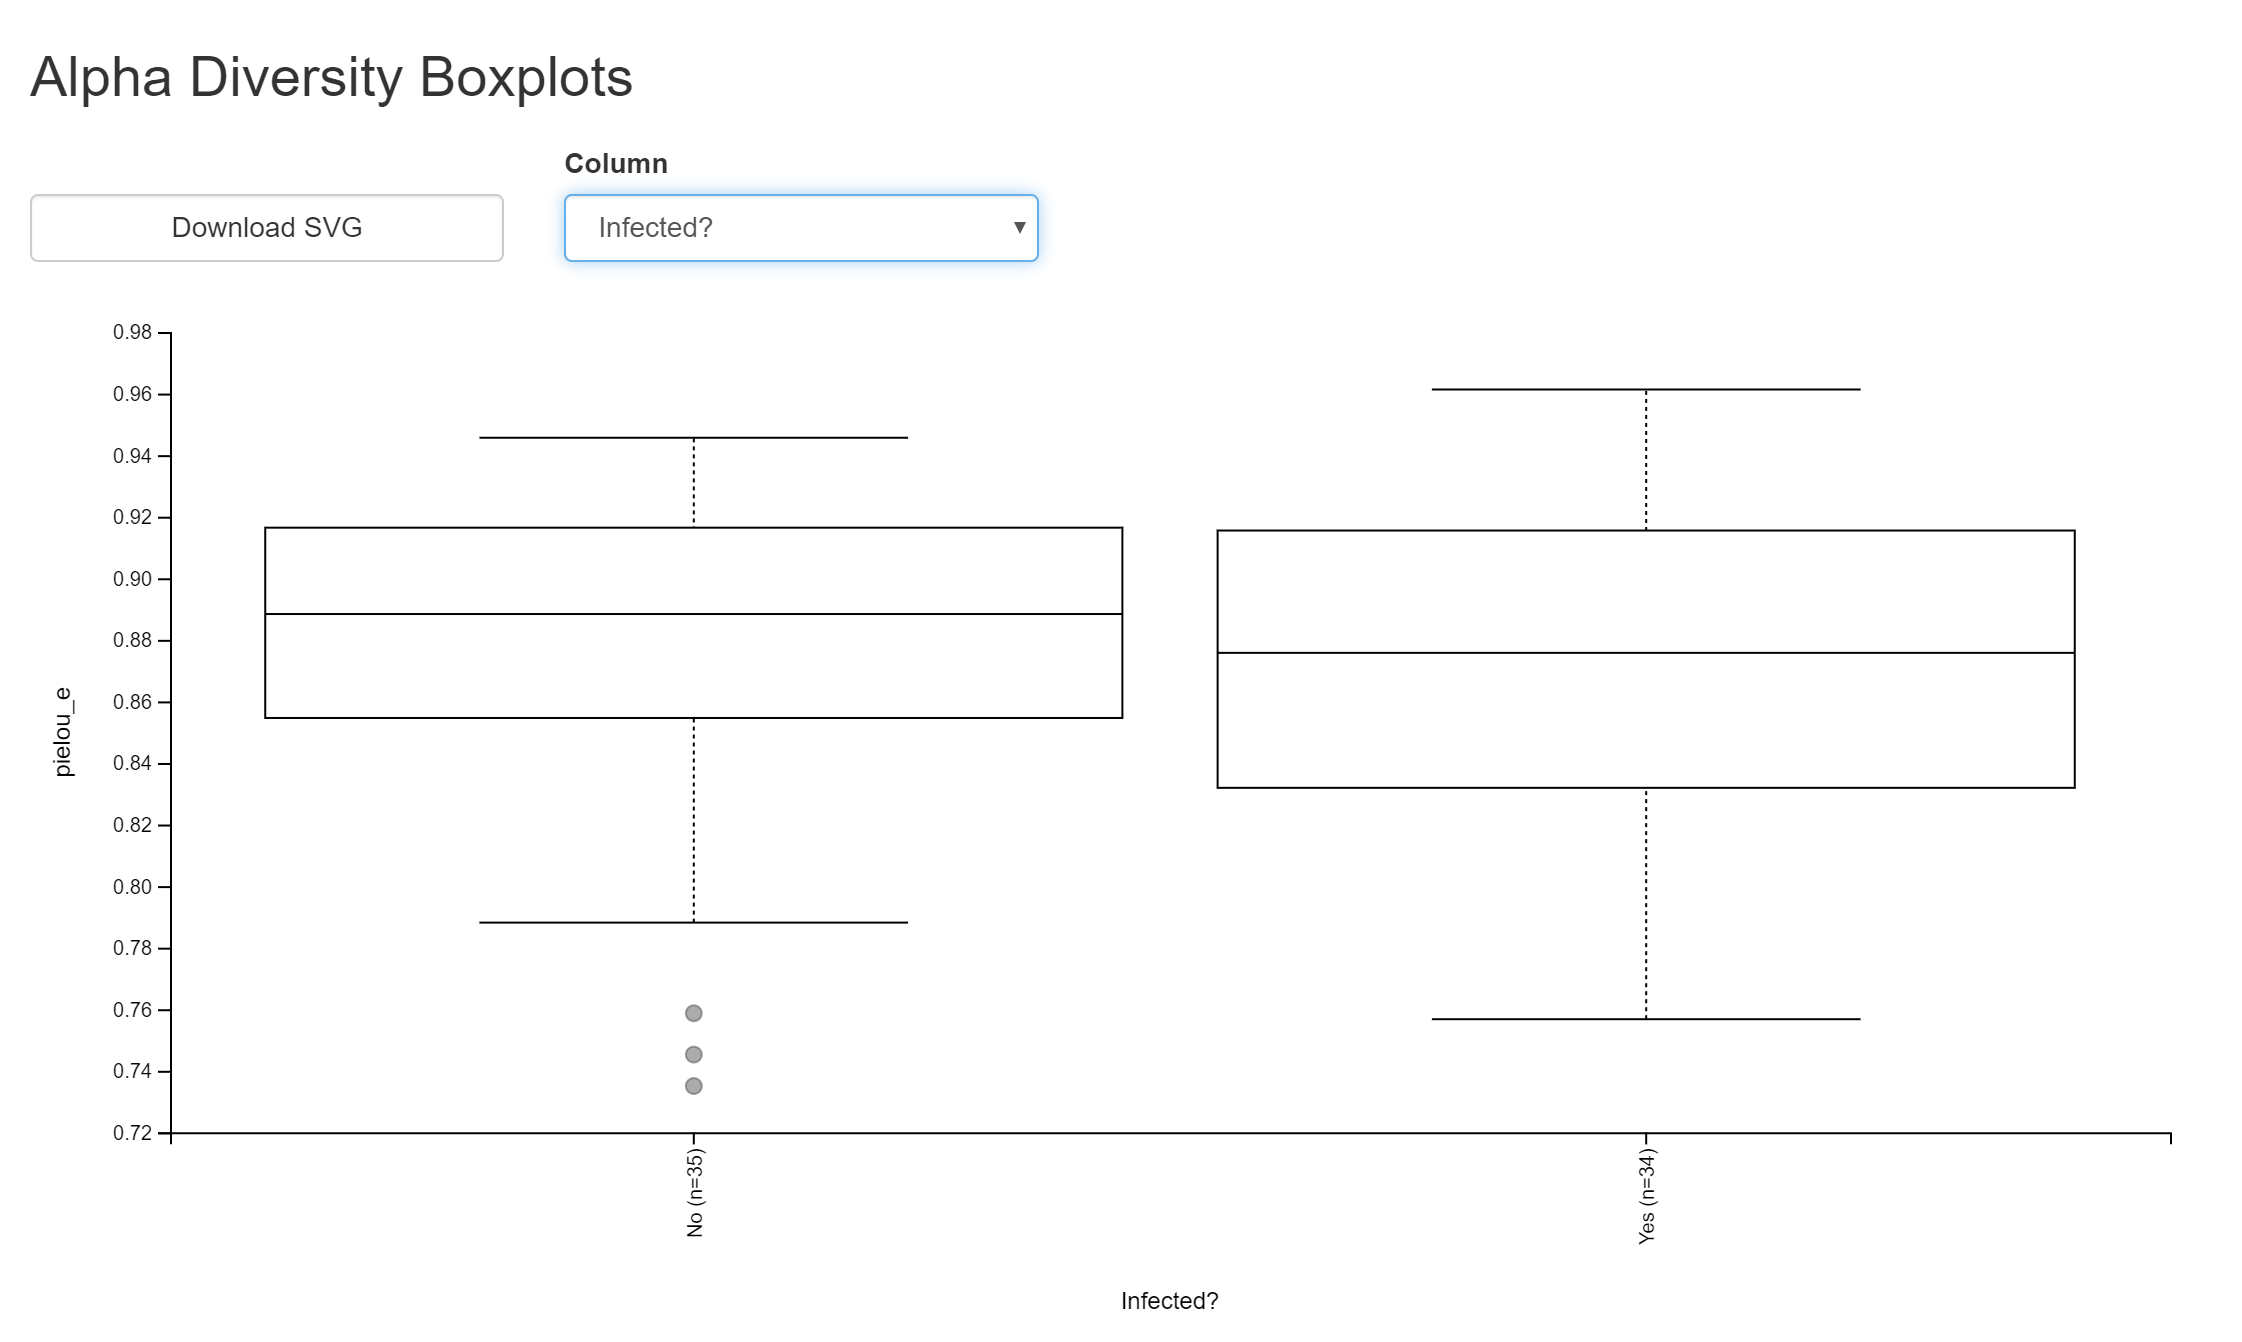 Alpha Diversity Boxplots
Column
Download SVG
Infected?
0.98
0.96
0.94
0.92
0.90
0.88
0.86
0.84
0.82
0.80
0.78
0.76
0.74
0.72
pielou_e
No (n=35)
Yes (n=34)
Infected?